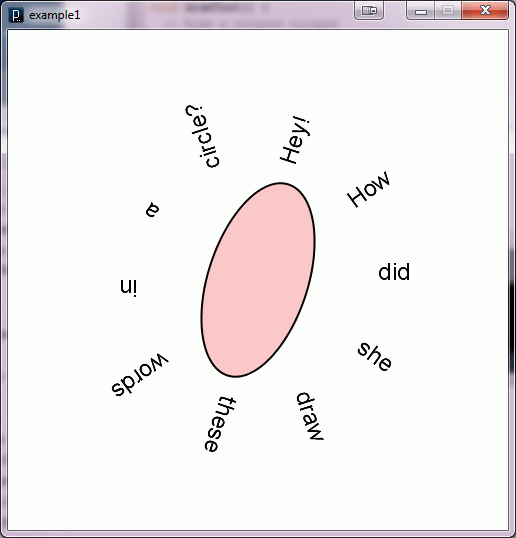 example1
Hey!
How
did
she
draw
these
words
in
a
circle?